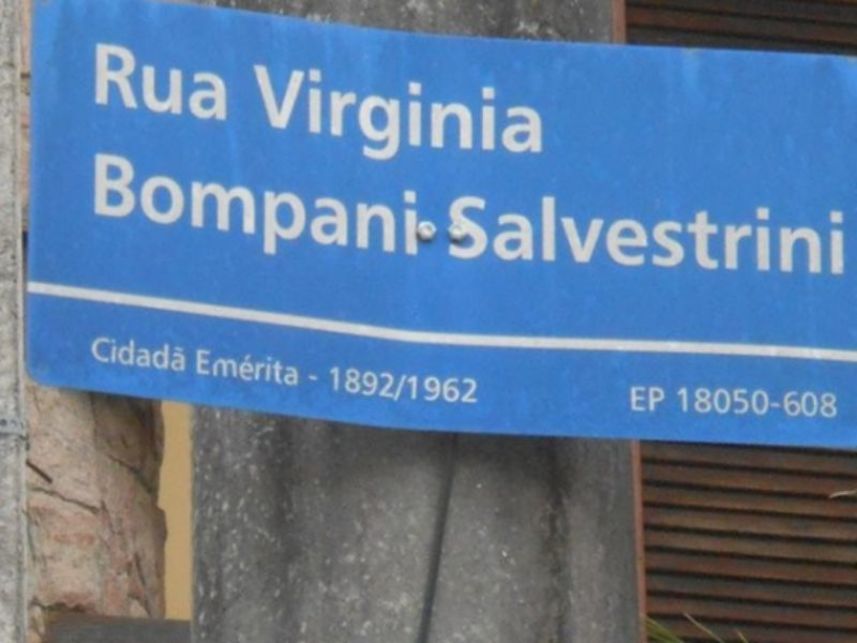 Rua Virginia
Bompani Salvestrini
Cidadã Emérita - 1892/1962
EP 18050-608